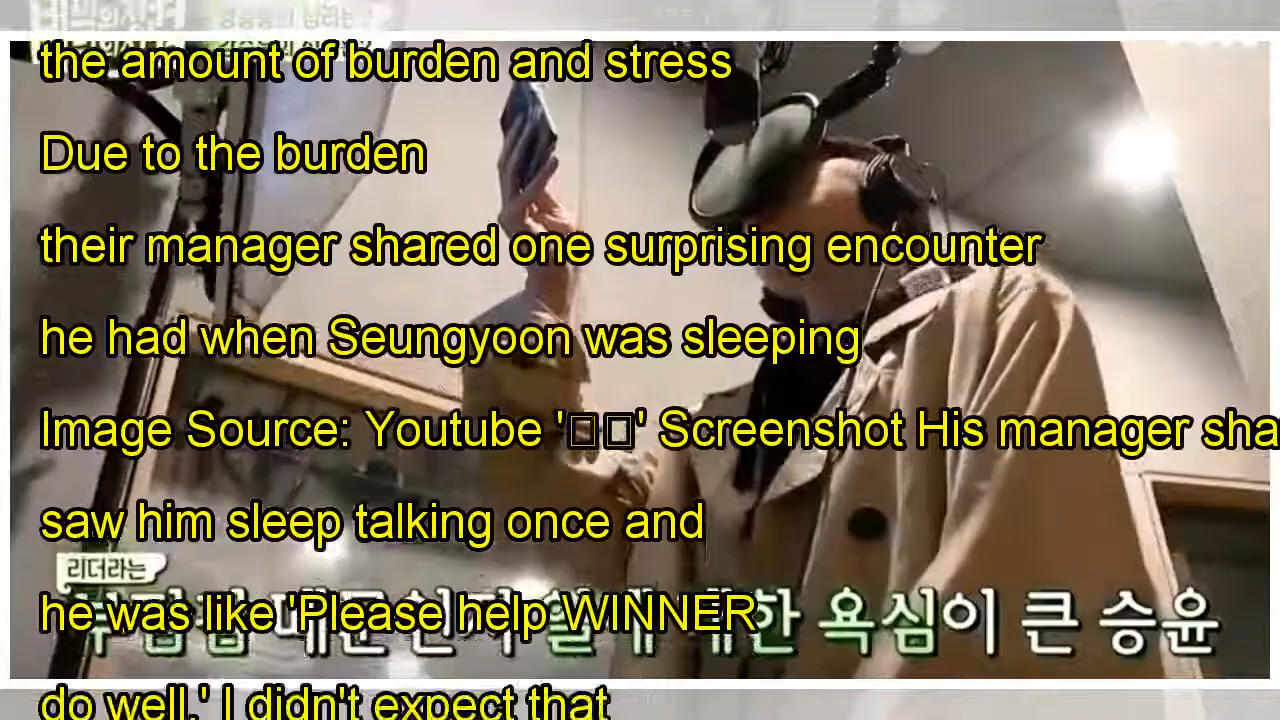 the amount of burden and stress
Due to the burden
their manager shared one surprising encounter
he had when Seungyoon was sleeping
Image Source: Youtube '□□' Screenshot His manager sha
saw him sleep talking once and
리더라는
he was like 'Please help WINNER
욕심이 큰 승윤
do well.' I didn't expect that